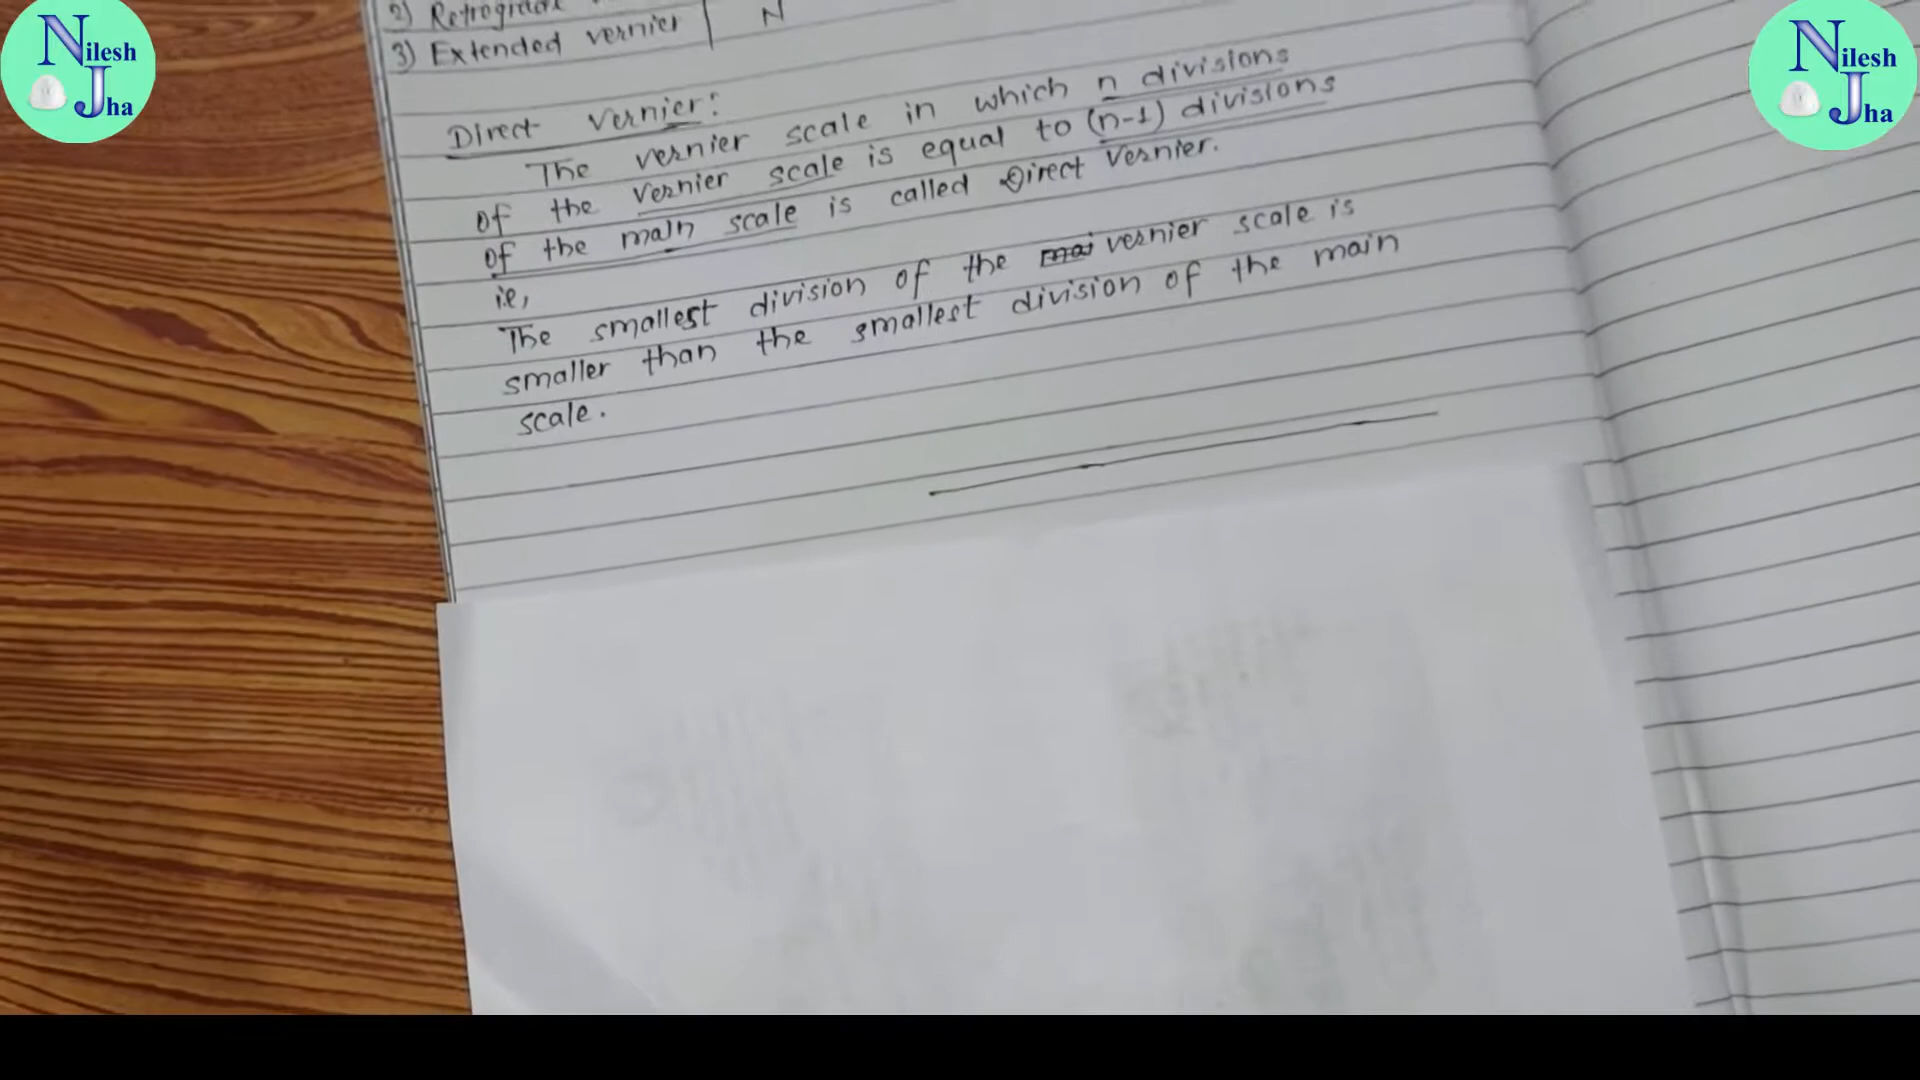 Nilesh
Jha
Nilesh
Jha
2) Retrograde
3) Extended vernier N
Direct vernier:
The vernier scale in which n divisions
of the vernier scale is equal to (n-1) divisions
of the main scale is called Direct Vernier.
i.e,
The smallest division of the vernier scale is
smaller than the smallest division of the main
scale.